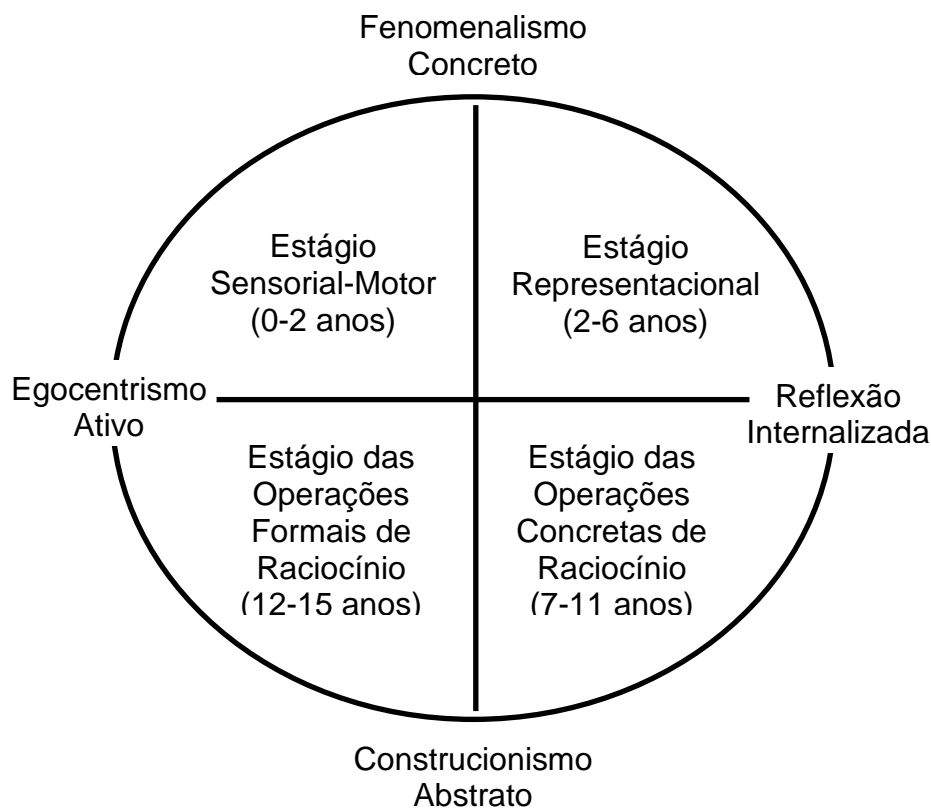 Fenomenalismo
Concreto
Estágio
Sensorial-Motor
(0-2 anos)
Estágio
Representacional
(2-6 anos)
Egocentrismo
Ativo
Reflexão
Internalizada
Estágio das
Operações
Formais de
Raciocínio
(12-15 anos)
Estágio das
Operações
Concretas de
Raciocínio
(7-11 anos)
Construcionismo
Abstrato